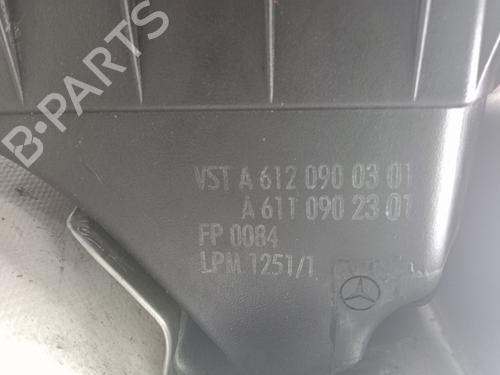 VST A 612 090 03 01
A 611 090 23 01
FP 0084
LPM 1251/1
B-PARTS